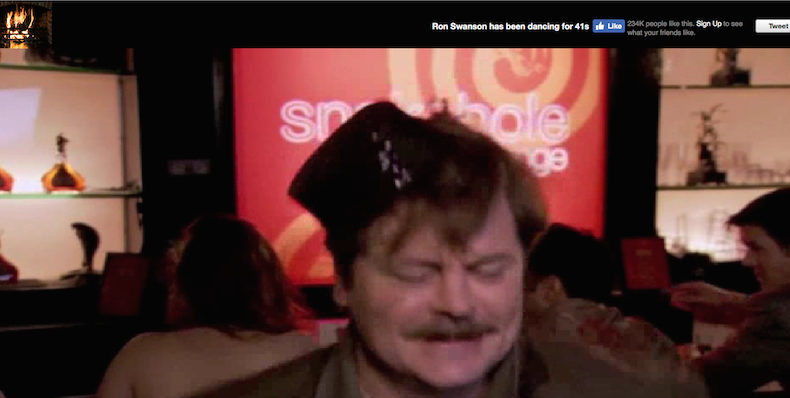 Ron Swanson has been dancing for 41s
Like
234K people like this. Sign Up to see
what your friends like.
Tweet
hole